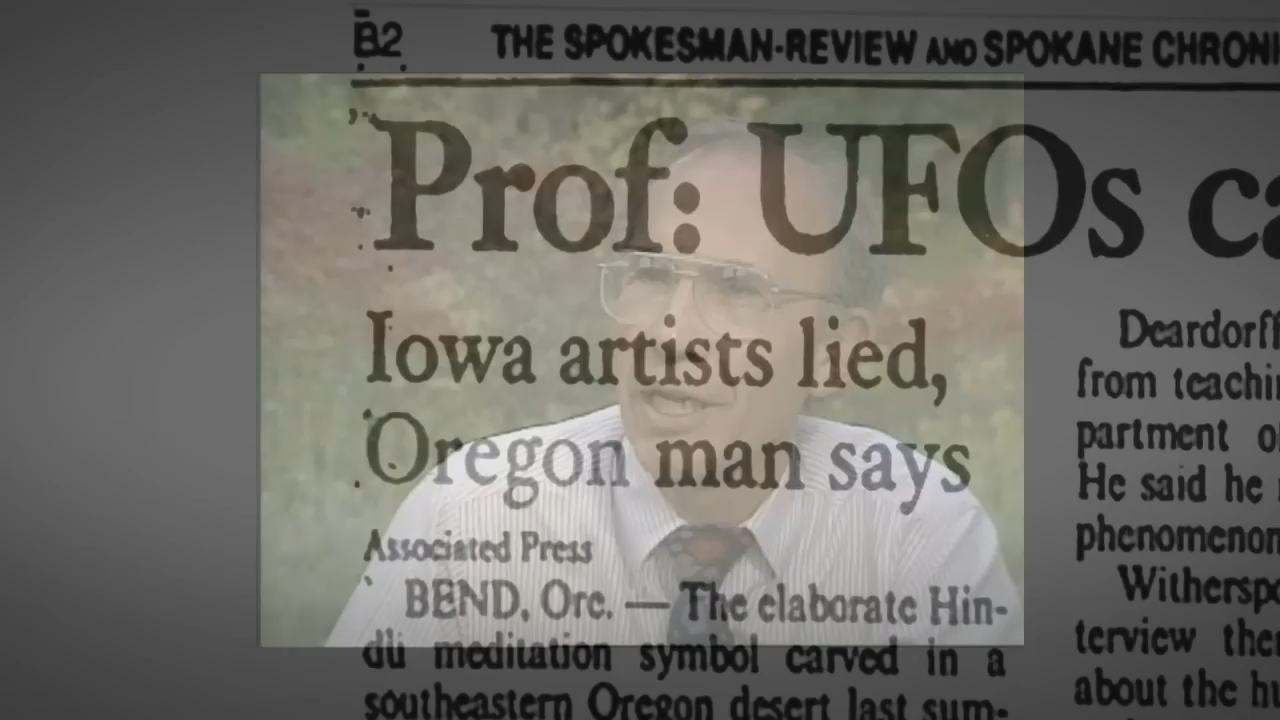 B2
THE SPOKESMAN-REVIEW AND SPOKANE CHRONI
Prof: UFOs ca
Iowa artists lied,
Oregon man says
Associated Press
BEND, Ore. — The elaborate Hin-
du meditation symbol carved in a
southeastern Oregon desert last sum-
Deardorff
from teachin
partment o
He said he
phenomenon
Witherspo
terview the
about the hu